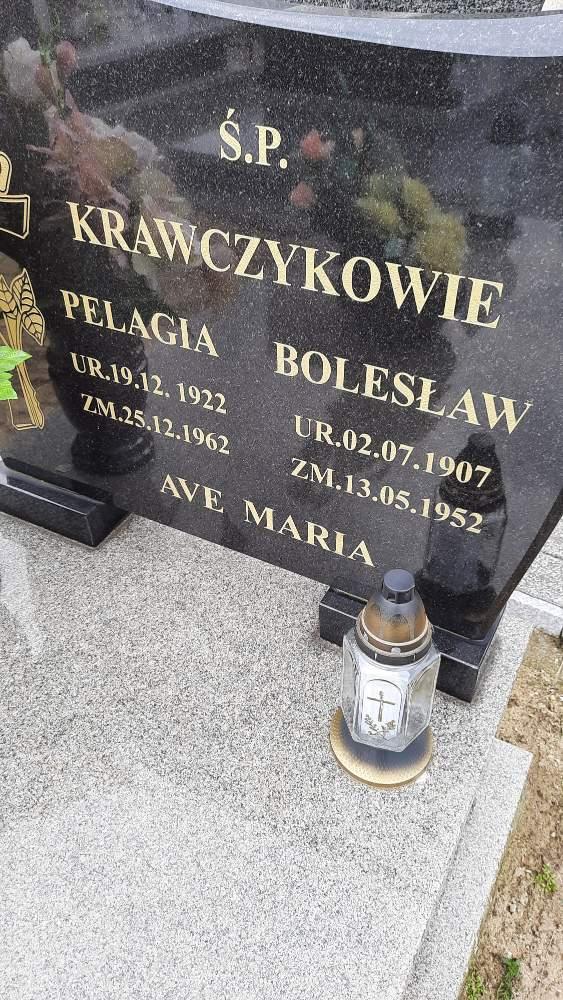 Ś.P.
KRAWCZYKOWIE
PELAGIA
UR.19.12. 1922
ZM.25.12.1962
BOLESŁAW
UR.02.07.1907
ZM.13.05.1952
AVE MARIA